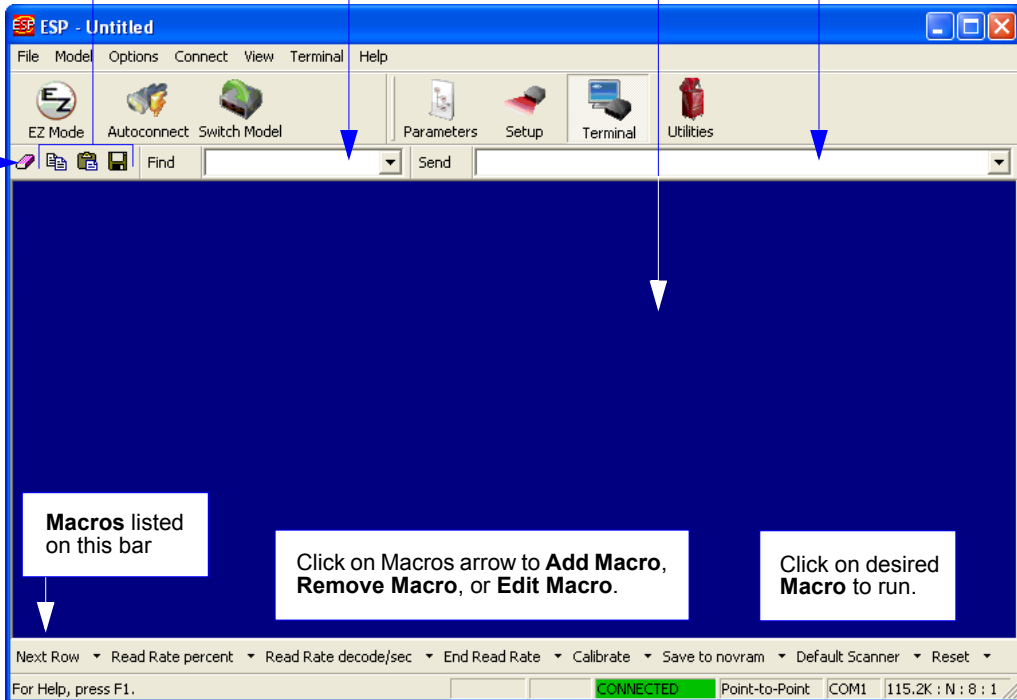 ESP - Untitled
File Model Options Connect View Terminal Help
EZ
EZ Mode Autoconnect Switch Model Parameters Setup Terminal Utilities
Find Send
Macros listed
on this bar
Click on Macros arrow to Add Macro,
Remove Macro, or Edit Macro.
Click on desired
Macro to run.
Next Row Read Rate percent Read Rate decode/sec End Read Rate Calibrate Save to novram Default Scanner Reset
For Help, press F1. CONNECTED Point-to-Point COM1 115.2K : N : 8 : 1